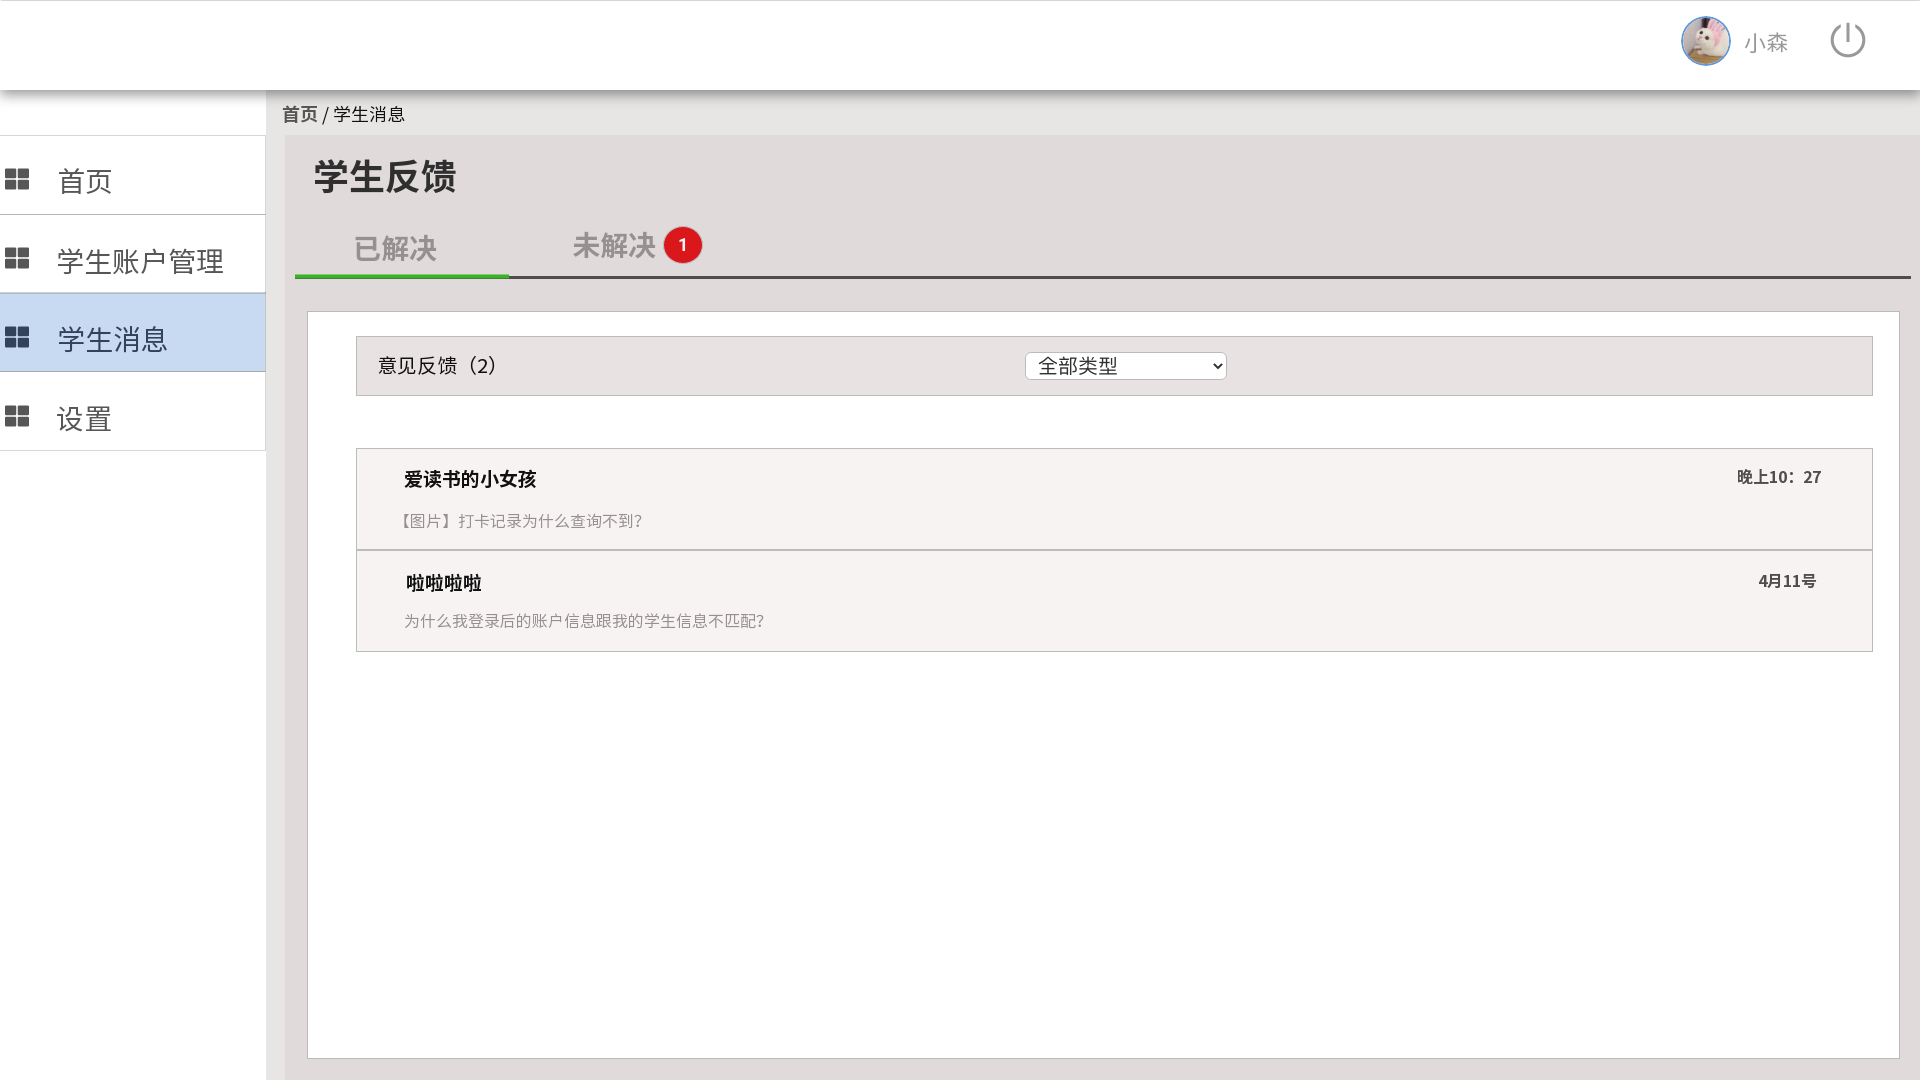 小森
首页 / 学生消息
首页
学生账户管理
学生消息
设置
学生反馈
已解决
未解决 1
意见反馈（2）
全部类型
爱读书的小女孩
晚上10：27
【图片】打卡记录为什么查询不到？
啦啦啦啦
4月11号
为什么我登录后的账户信息跟我的学生信息不匹配？